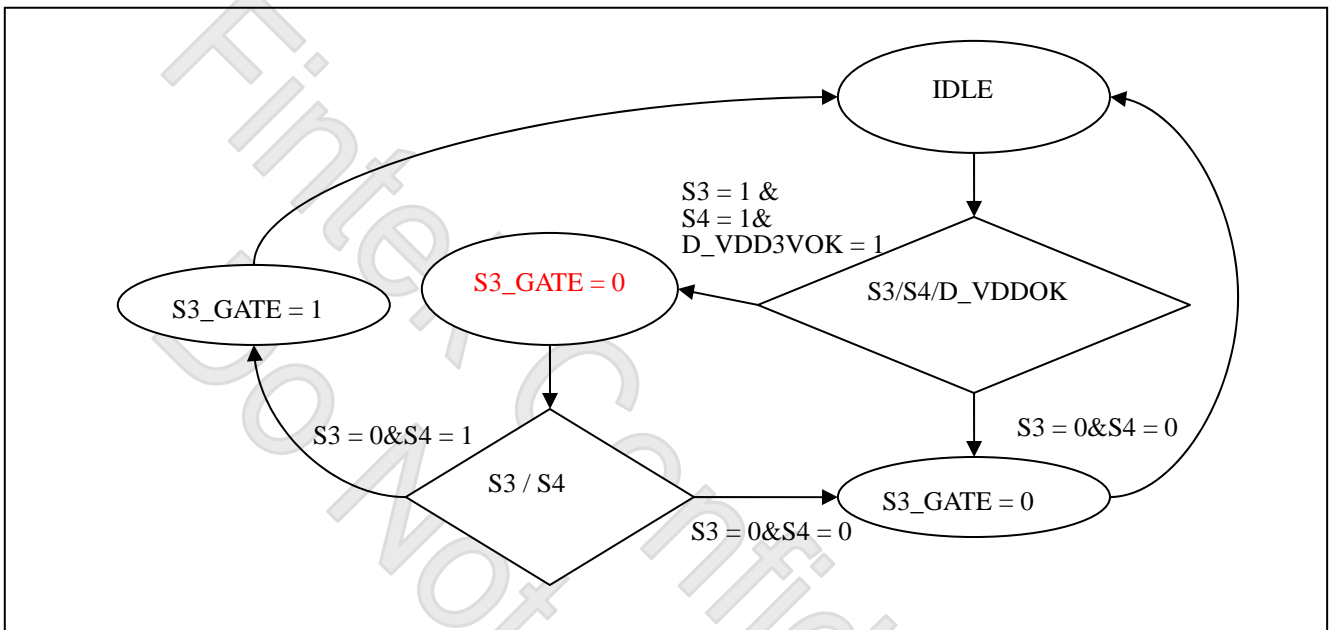 IDLE
S3 = 1 &
S4 = 1&
D_VDD3VOK = 1
S3_GATE = 0
S3/S4/D_VDDOK
S3_GATE = 1
S3 = 0&S4 = 1
S3 = 0&S4 = 0
S3 / S4
S3_GATE = 0
S3 = 0&S4 = 0
Fintek Confid
Do Not